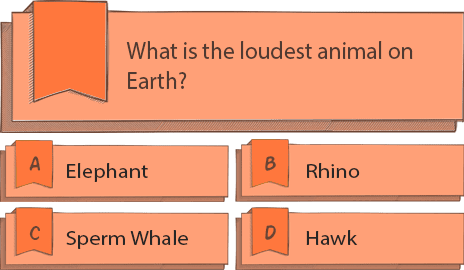 What is the loudest animal on
Earth?
A Elephant
B Rhino
C Sperm Whale
D Hawk